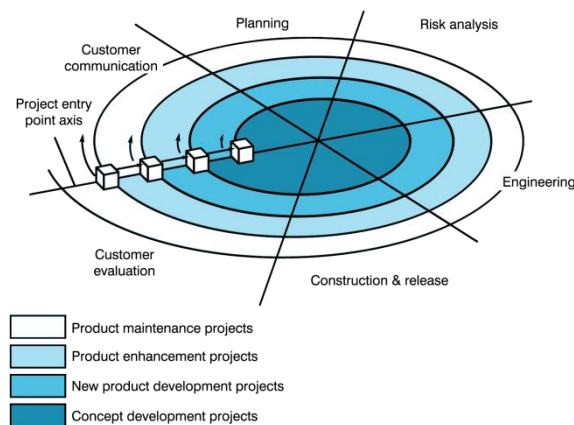 Planning
Risk analysis
Customer
communication
Project entry
point axis
Engineering
Customer
evaluation
Construction & release
Product maintenance projects
Product enhancement projects
New product development projects
Concept development projects